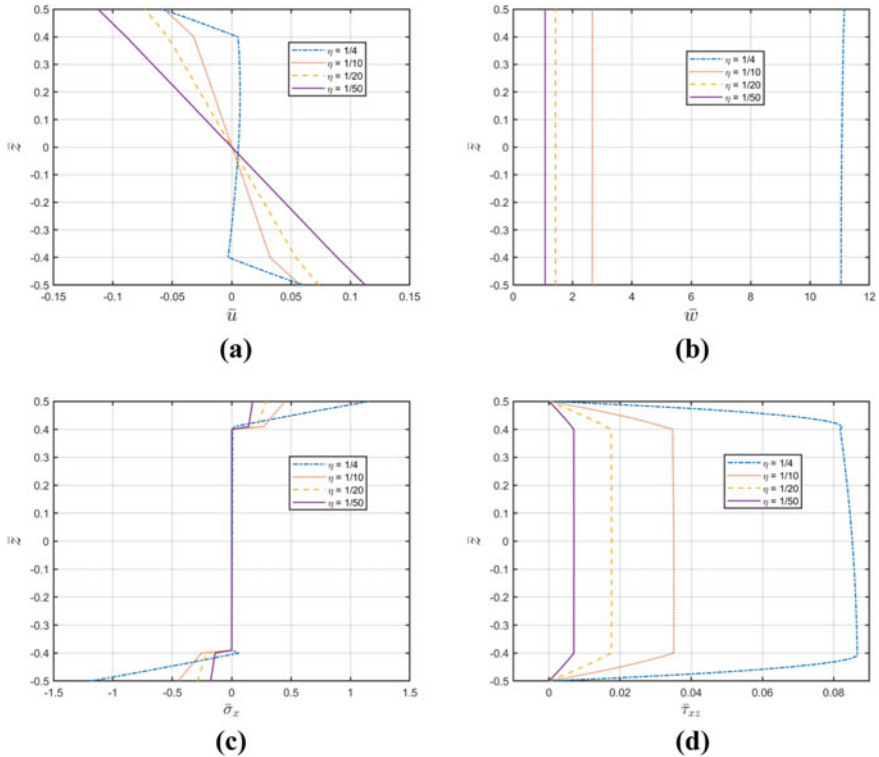 0.5
0.4
0.3
0.2
0.1
0
-0.1
-0.2
-0.3
-0.4
-0.5
z̄
η = 1/4
η = 1/10
η = 1/20
η = 1/50
-0.15 -0.1 -0.05 0 0.05 0.1 0.15
ū
(a)
0.5
0.4
0.3
0.2
0.1
0
-0.1
-0.2
-0.3
-0.4
-0.5
z̄
η = 1/4
η = 1/10
η = 1/20
η = 1/50
0 2 4 6 8 10 12
w̄
(b)
0.5
0.4
0.3
0.2
0.1
0
-0.1
-0.2
-0.3
-0.4
-0.5
z̄
η = 1/4
η = 1/10
η = 1/20
η = 1/50
-1.5 -1 -0.5 0 0.5 1 1.5
σ̄x
(c)
0.5
0.4
0.3
0.2
0.1
0
-0.1
-0.2
-0.3
-0.4
-0.5
z̄
η = 1/4
η = 1/10
η = 1/20
η = 1/50
0 0.02 0.04 0.06 0.08
τ̄xz
(d)